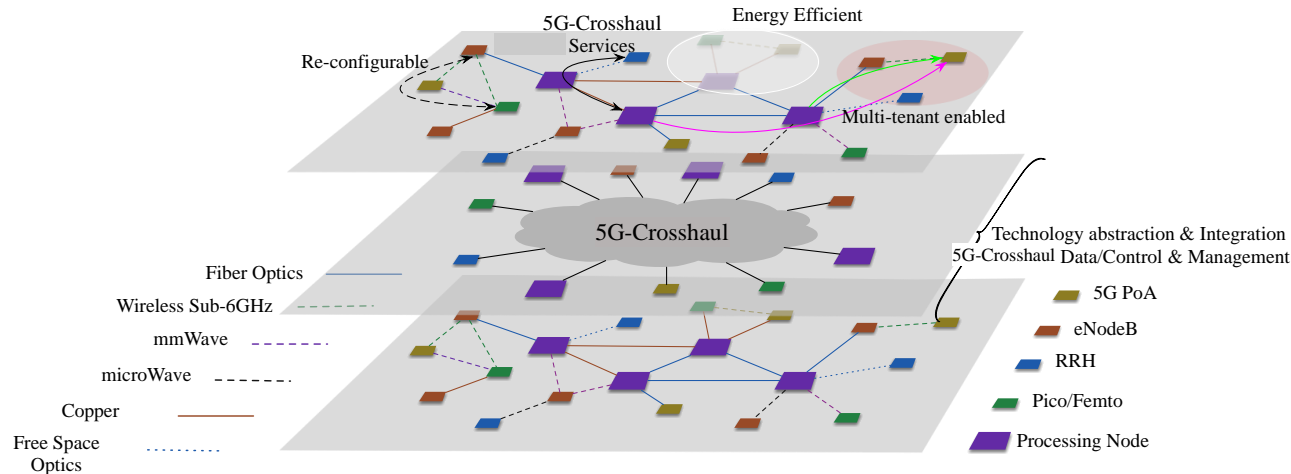 Energy Efficient
5G-Crosshaul
Services
Re-configurable
Multi-tenant enabled
5G-Crosshaul
Technology abstraction & Integration
5G-Crosshaul Data/Control & Management
Fiber Optics
Wireless Sub-6GHz
mmWave
microWave
Copper
Free Space
Optics
5G PoA
eNodeB
RRH
Pico/Femto
Processing Node